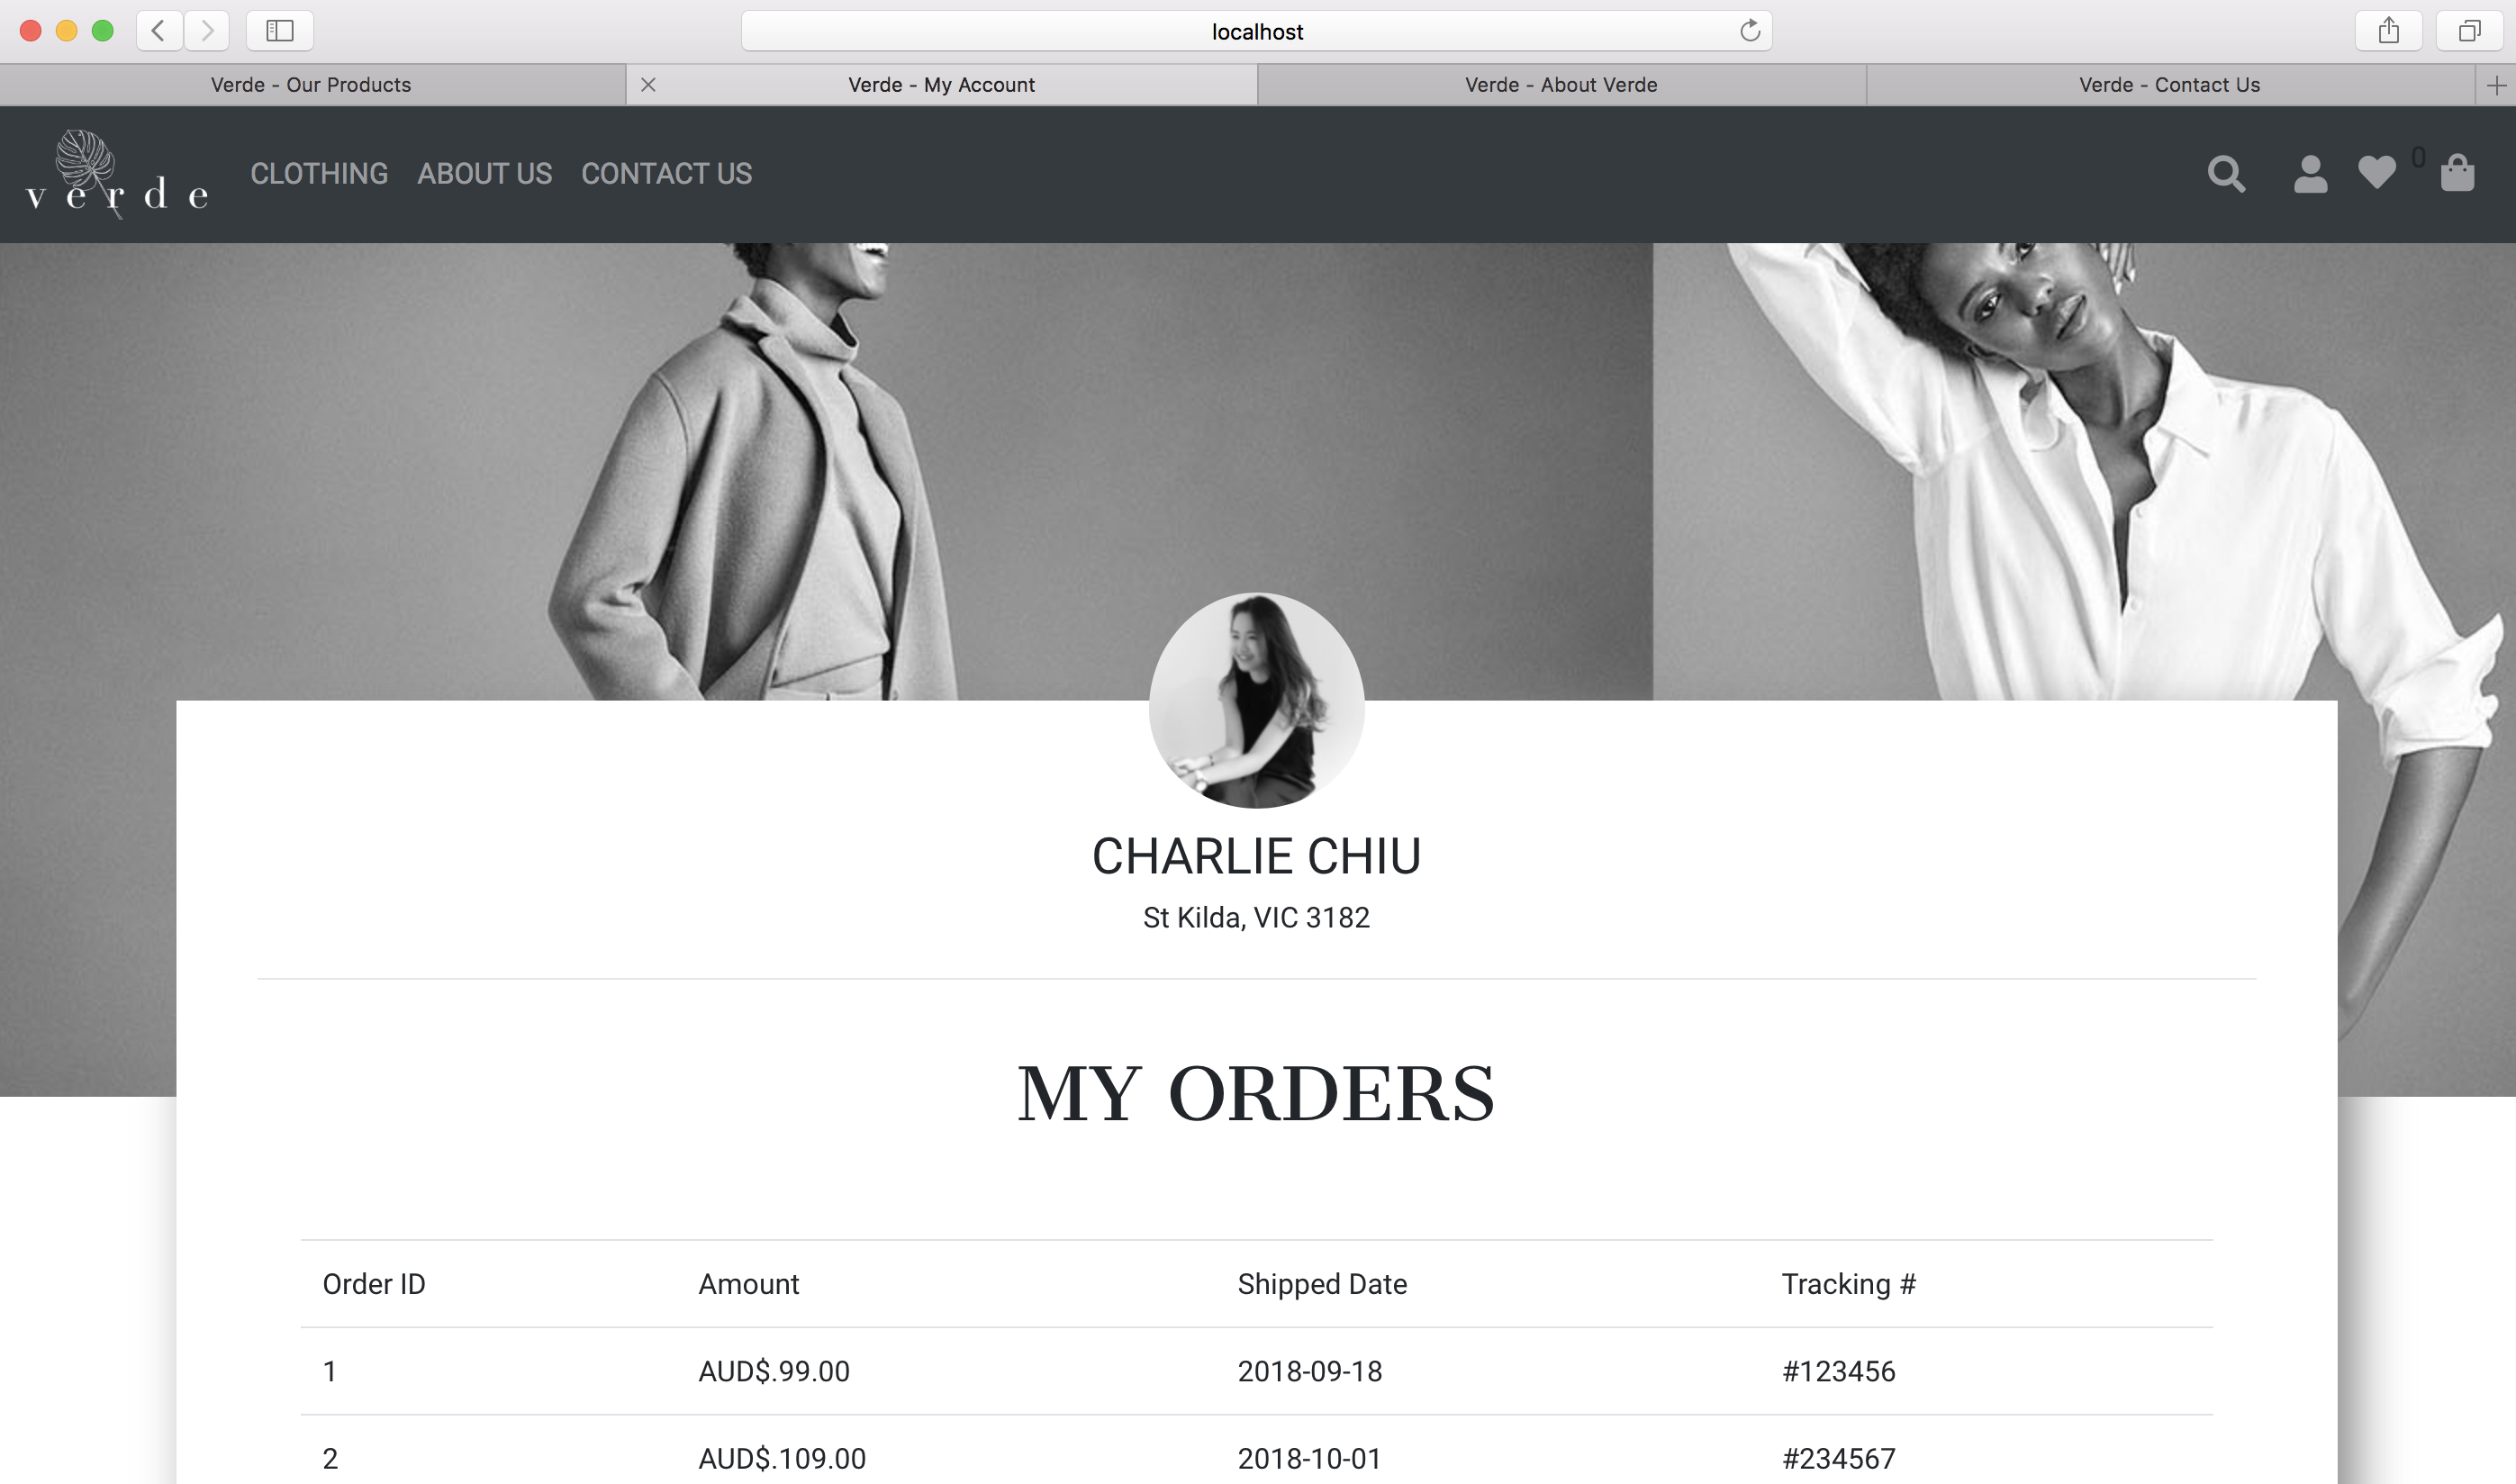 localhost
Verde - Our Products
Verde - My Account
Verde - About Verde
Verde - Contact Us
verde
CLOTHING ABOUT US CONTACT US
0
CHARLIE CHIU
St Kilda, VIC 3182
MY ORDERS
Order ID Amount Shipped Date Tracking #
1 AUD$.99.00 2018-09-18 #123456
2 AUD$.109.00 2018-10-01 #234567